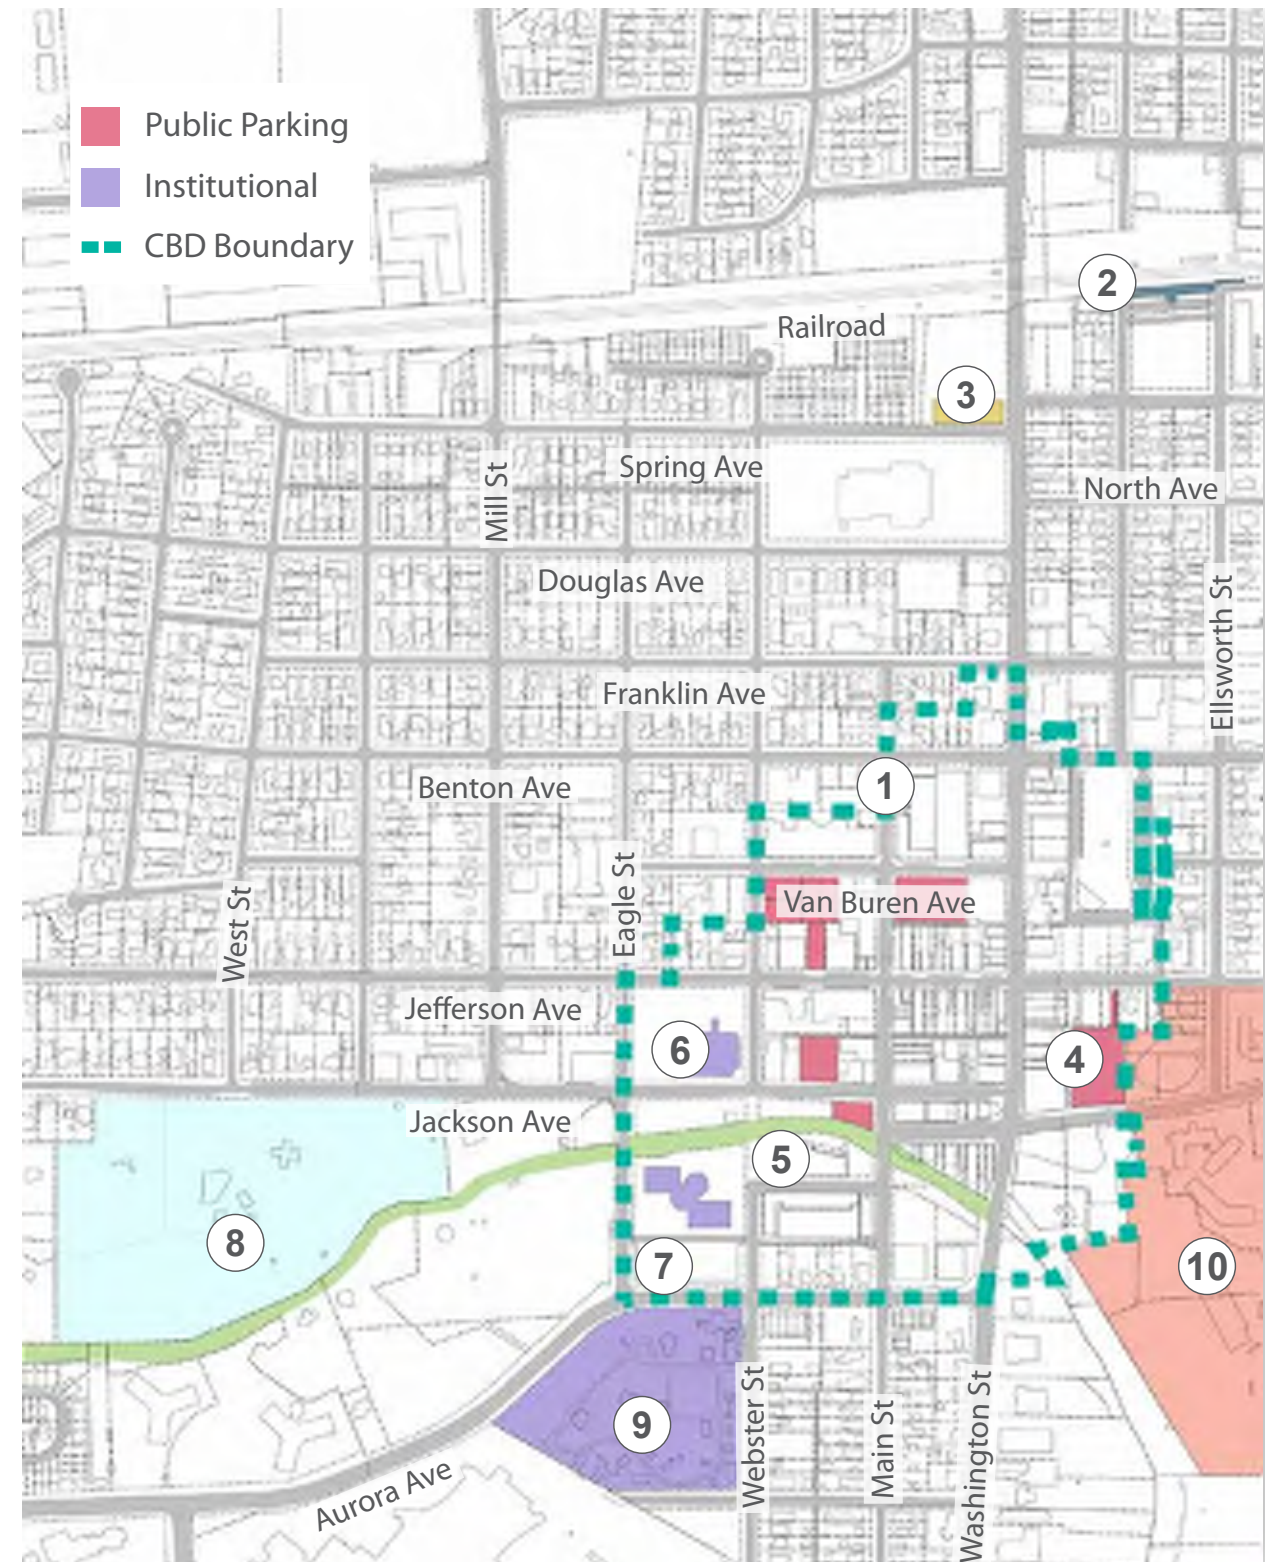 Public Parking
Institutional
CBD Boundary
2
Railroad
3
Spring Ave
Mill St
North Ave
Douglas Ave
Ellsworth St
Franklin Ave
1
Benton Ave
Eagle St
Van Buren Ave
West St
Jefferson Ave
6
4
Jackson Ave
5
8
7
10
9
Webster St
Main St
Washington St
Aurora Ave